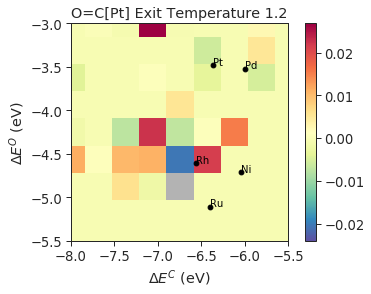 O=C[Pt] Exit Temperature 1.2
−3.0
−3.5
−4.0
−4.5
−5.0
−5.5
ΔE^O (eV)
Pt
Pd
Rh
Ni
Ru
−8.0 −7.5 −7.0 −6.5 −6.0 −5.5
ΔE^C (eV)
0.02
0.01
0.00
−0.01
−0.02